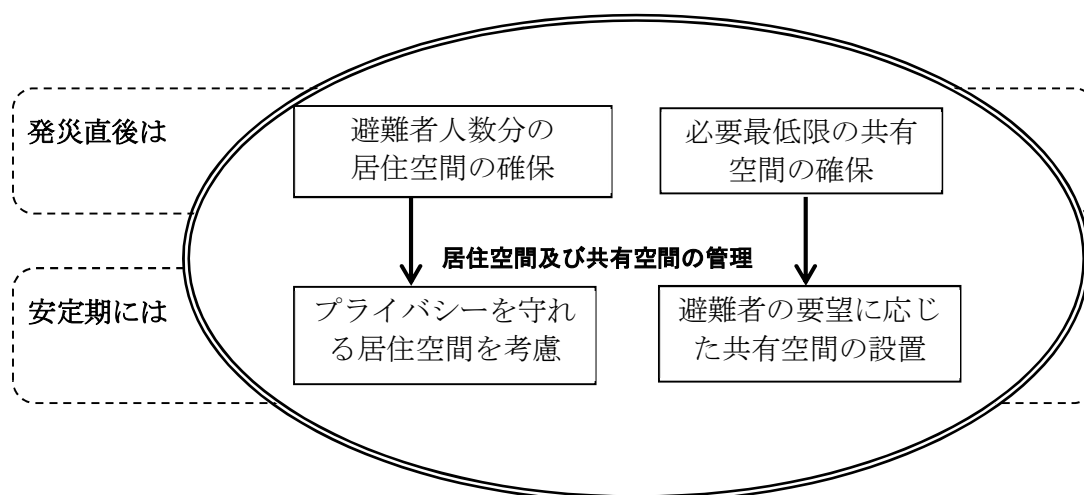 発災直後は
避難者人数分の
居住空間の確保
必要最低限の共有
空間の確保
居住空間及び共有空間の管理
安定期には
プライバシーを守れ
る居住空間を考慮
避難者の要望に応じ
た共有空間の設置